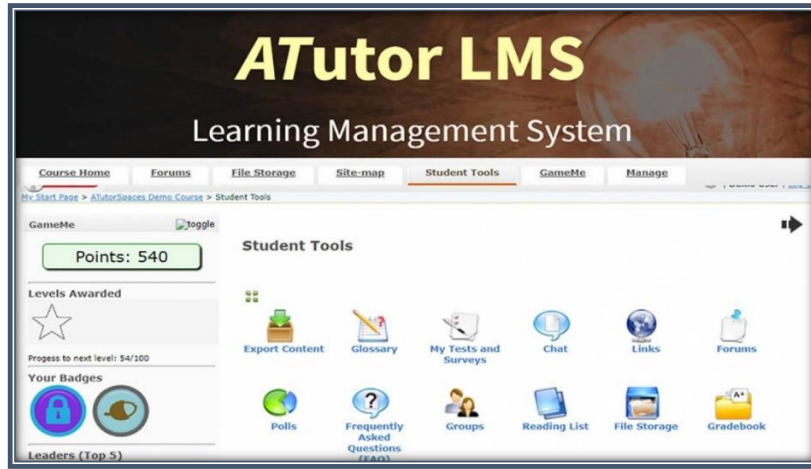 ATutor LMS
Learning Management System
Course Home Forums File Storage Site-map Student Tools GameMe Manage
My Start Page > ATutorSpaces Demo Course > Student Tools
GameMe toggle
Points: 540
Levels Awarded
Progess to next level: 54/100
Your Badges
Leaders (Top 5)
Student Tools
Export Content
Glossary
My Tests and
Surveys
Chat
Links
Forums
Polls
Frequently
Asked
Questions
(FAQ)
Groups
Reading List
File Storage
A+
Gradebook